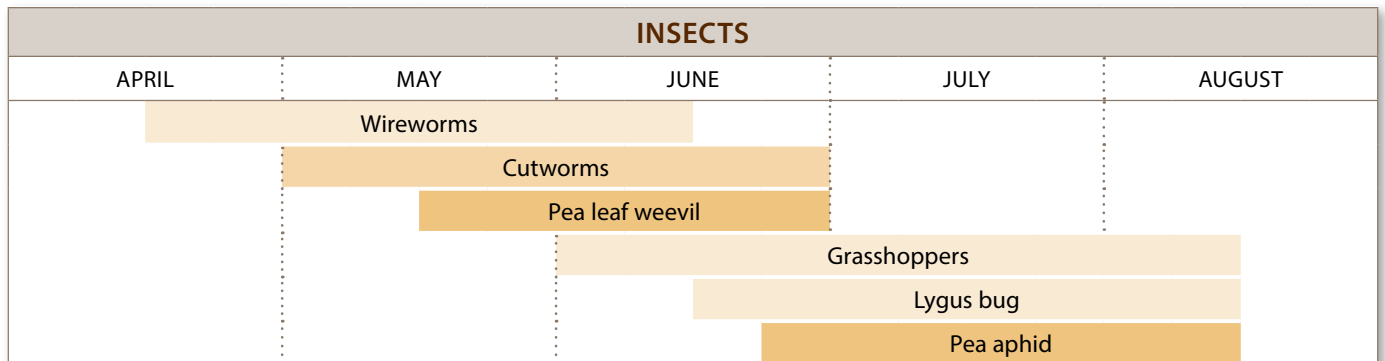 INSECTS
APRIL MAY JUNE JULY AUGUST
Wireworms
Cutworms
Pea leaf weevil
Grasshoppers
Lygus bug
Pea aphid